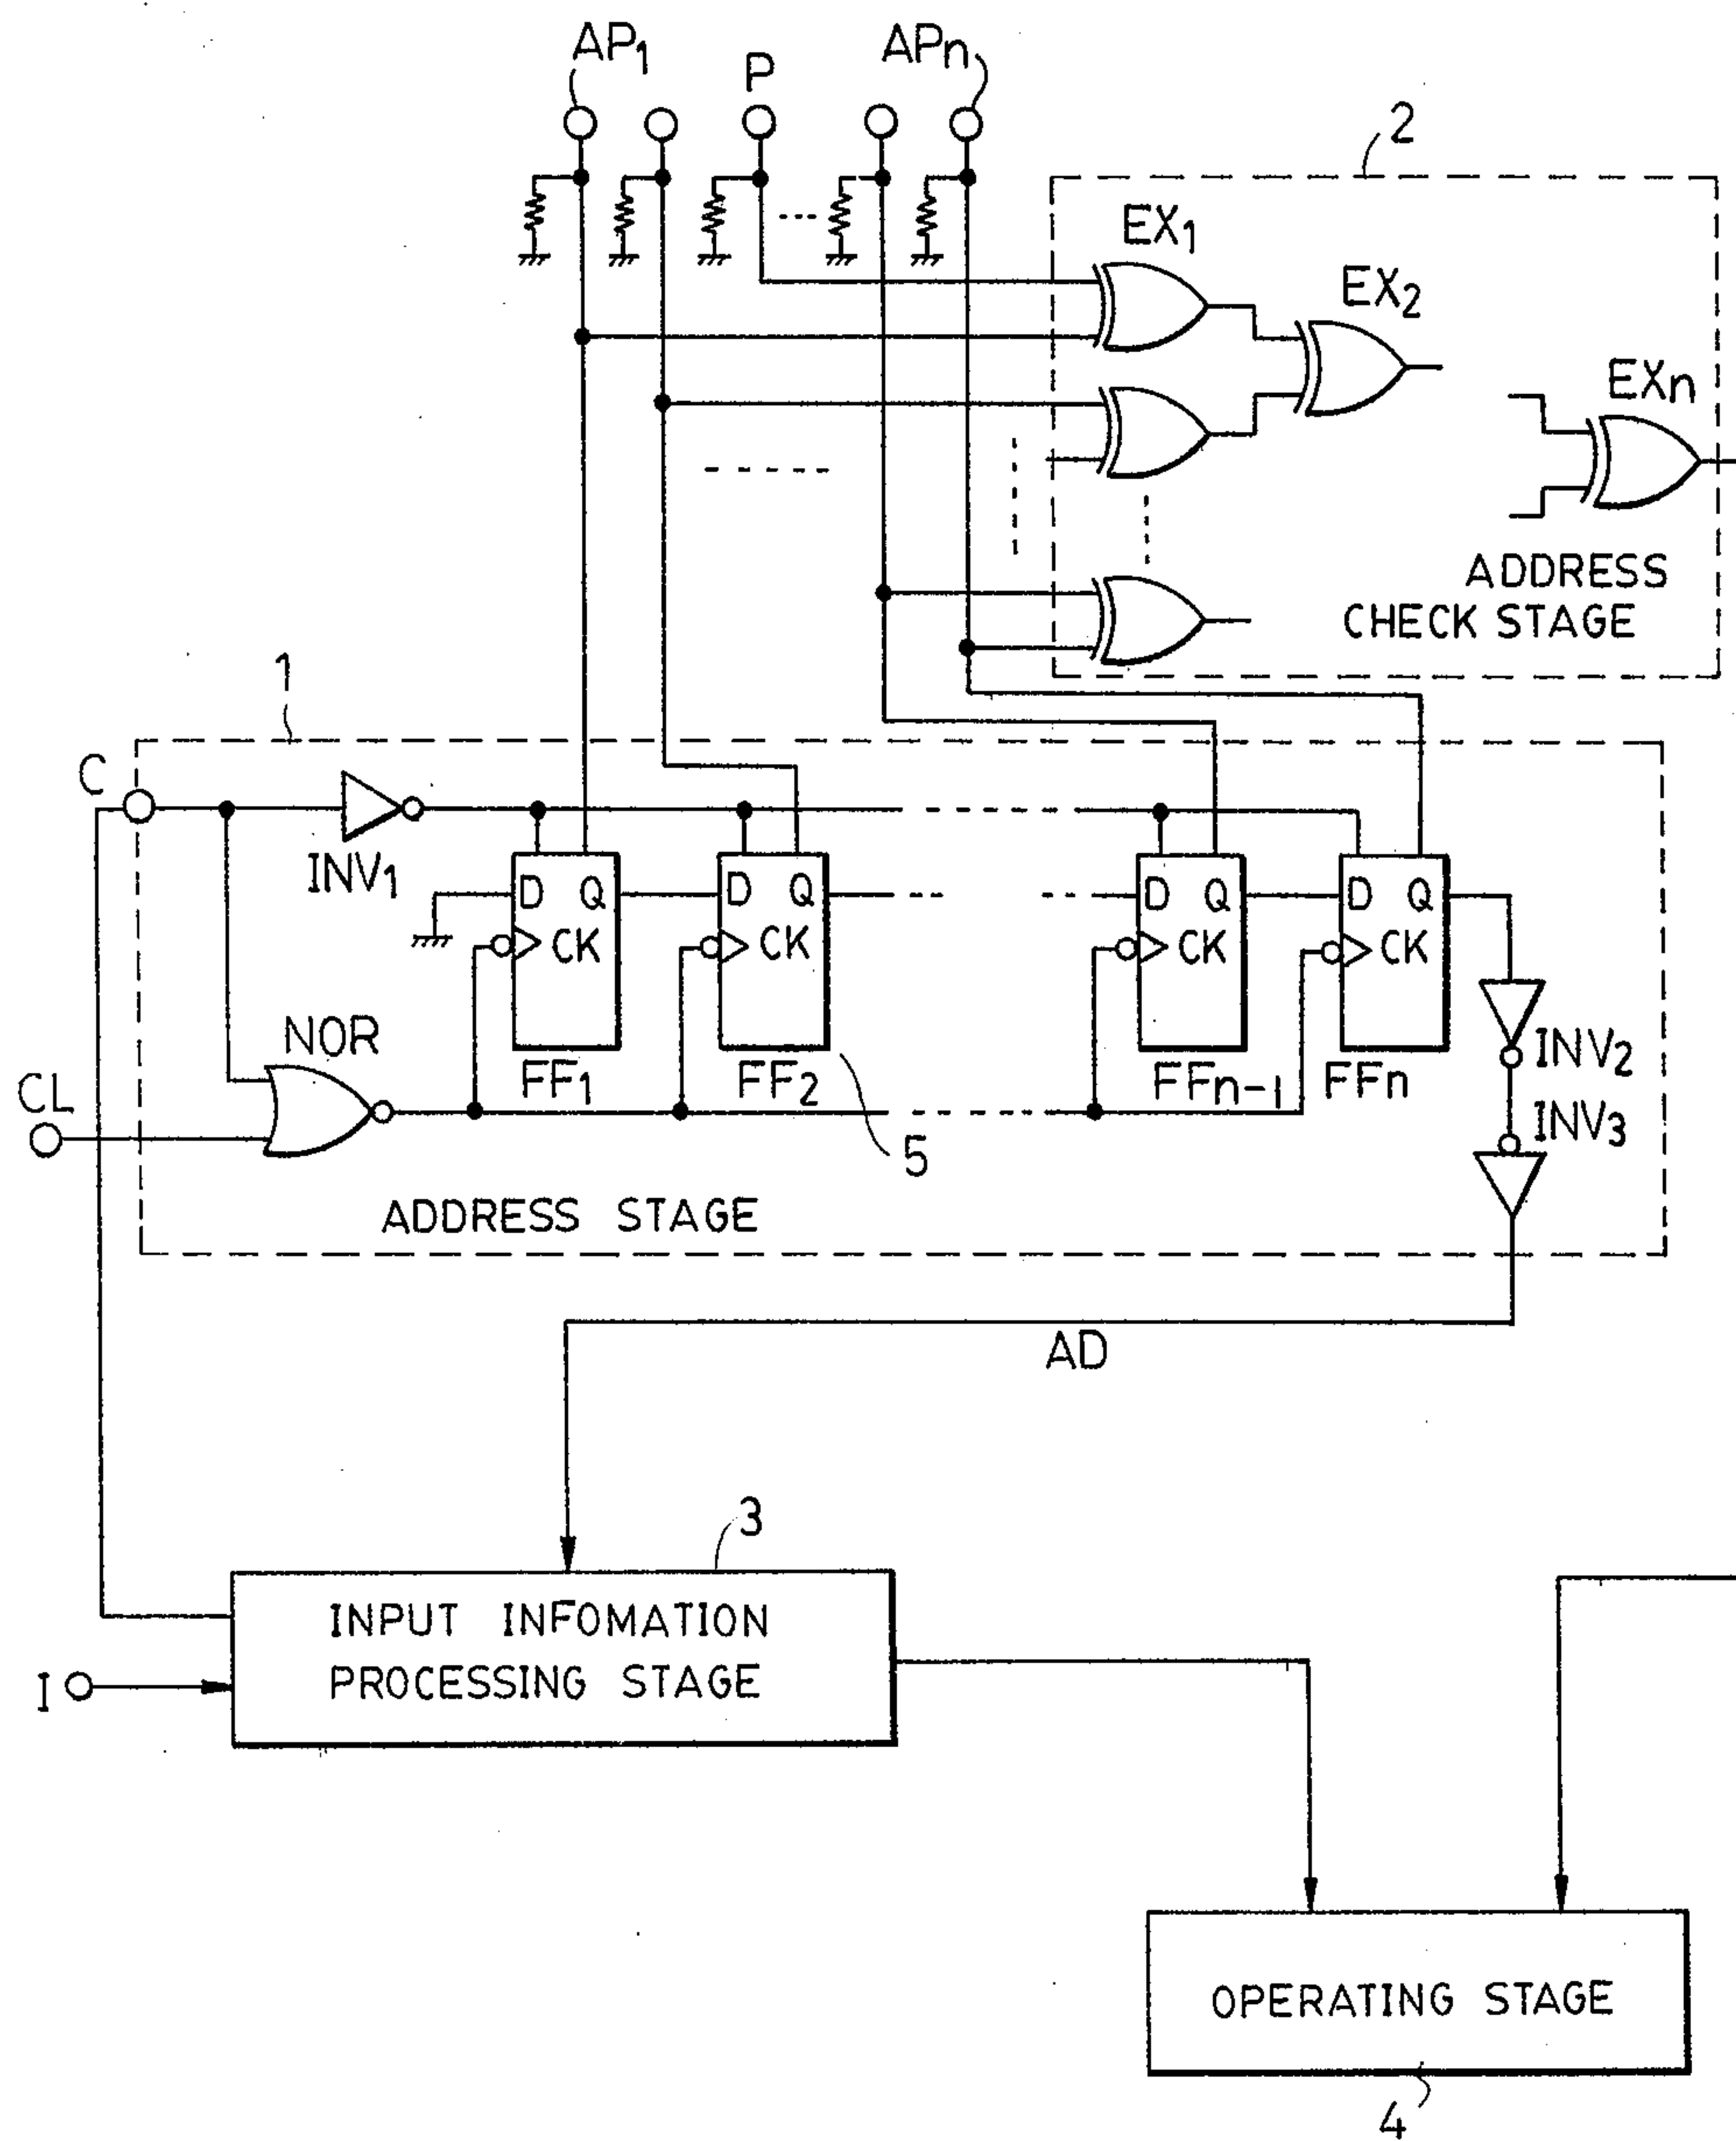 AP1
P
APn
2
EX1
EX2
EXn
ADDRESS
CHECK STAGE
1
C
INV1
D Q
CK
D Q
CK
D Q
CK
D Q
CK
NOR
FF1
FF2
FFn-1
FFn
INV2
INV3
CL
5
ADDRESS STAGE
AD
3
INPUT INFOMATION
PROCESSING STAGE
I
OPERATING STAGE
4